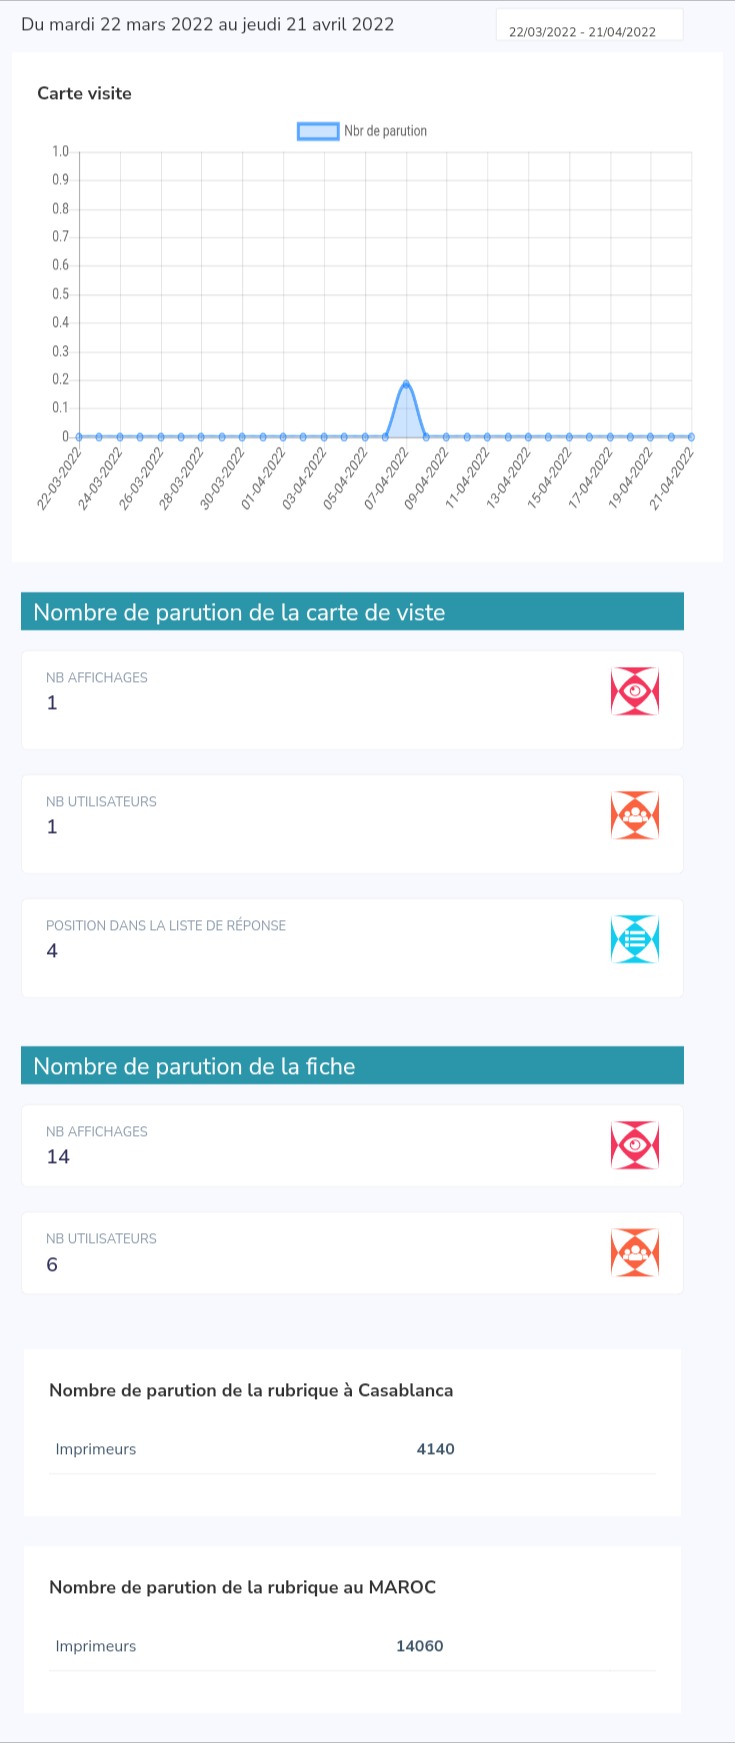 Du mardi 22 mars 2022 au jeudi 21 avril 2022
22/03/2022 - 21/04/2022
Carte visite
Nbr de parution
1.0
0.9
0.8
0.7
0.6
0.5
0.4
0.3
0.2
0.1
0
22-03-2022
24-03-2022
26-03-2022
28-03-2022
30-03-2022
01-04-2022
03-04-2022
05-04-2022
07-04-2022
09-04-2022
11-04-2022
13-04-2022
15-04-2022
17-04-2022
19-04-2022
21-04-2022
Nombre de parution de la carte de viste
NB AFFICHAGES
1
NB UTILISATEURS
1
POSITION DANS LA LISTE DE RÉPONSE
4
Nombre de parution de la fiche
NB AFFICHAGES
14
NB UTILISATEURS
6
Nombre de parution de la rubrique à Casablanca
Imprimeurs 4140
Nombre de parution de la rubrique au MAROC
Imprimeurs 14060